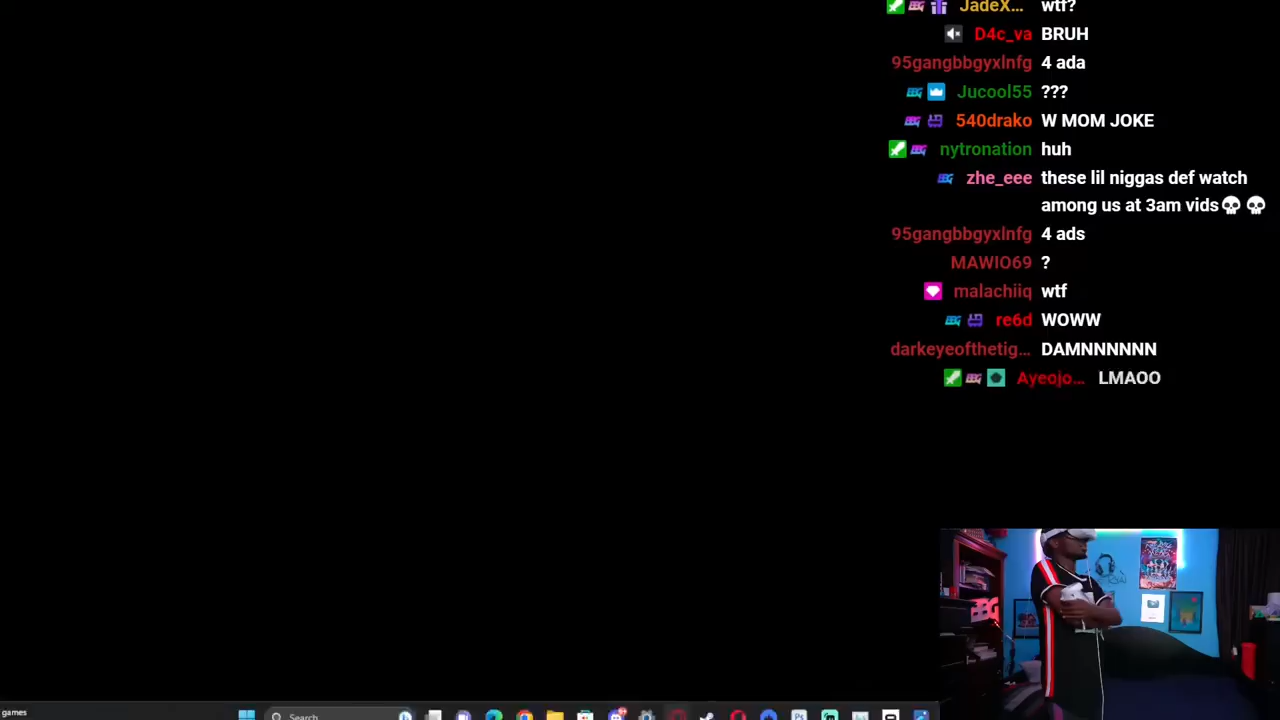 JadeX... wtf?
D4c_va BRUH
95gangbbgyxlnfg 4 ada
Jucool55 ???
540drako W MOM JOKE
nytronation huh
zhe_eee these lil niggas def watch
among us at 3am vids💀💀
95gangbbgyxlnfg 4 ads
MAWIO69 ?
malachiiq wtf
re6d WOWW
darkeyeofthetig... DAMNNNNNN
Ayeojo... LMAOO
games
Search